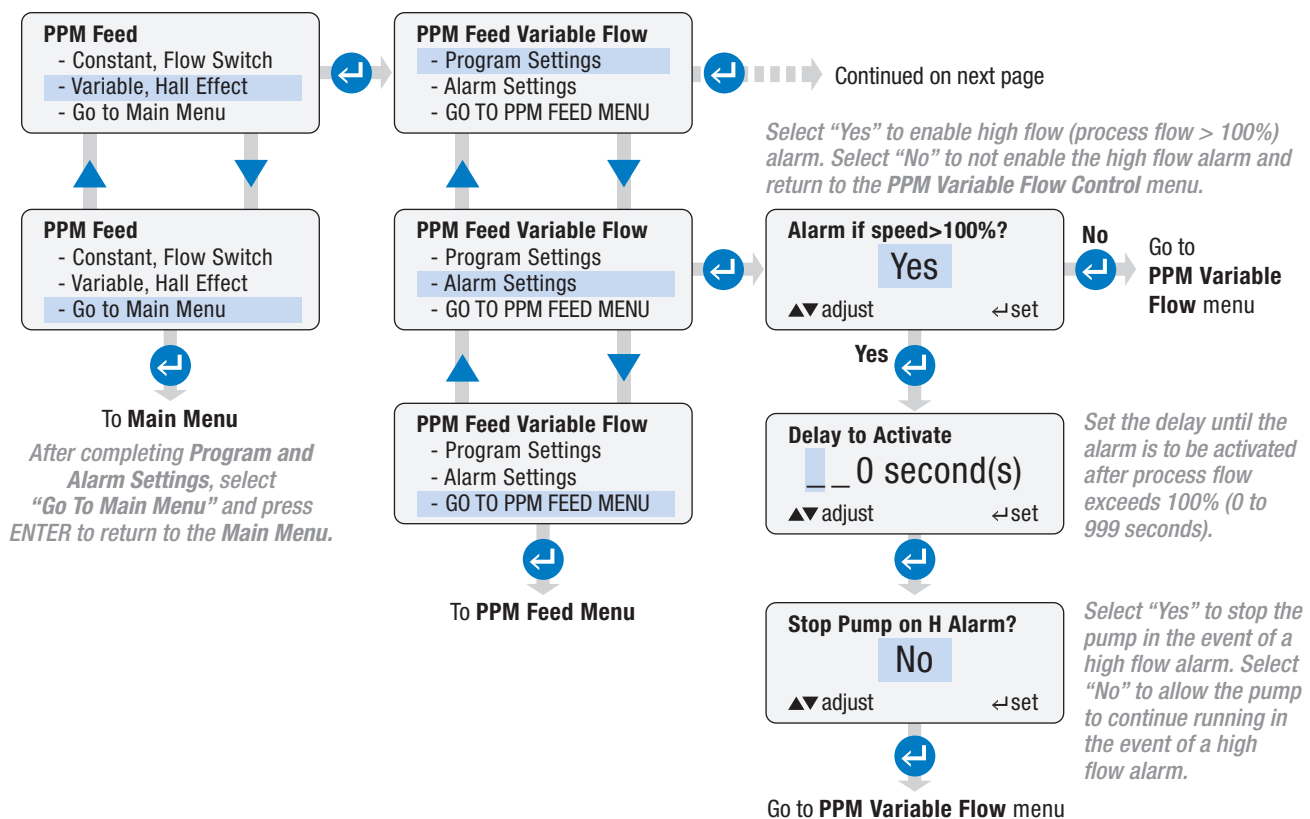 PPM Feed
- Constant, Flow Switch
- Variable, Hall Effect
- Go to Main Menu
PPM Feed Variable Flow
- Program Settings
- Alarm Settings
- GO TO PPM FEED MENU
Continued on next page
Select “Yes” to enable high flow (process flow > 100%)
alarm. Select “No” to not enable the high flow alarm and
return to the PPM Variable Flow Control menu.
PPM Feed
- Constant, Flow Switch
- Variable, Hall Effect
- Go to Main Menu
PPM Feed Variable Flow
- Program Settings
- Alarm Settings
- GO TO PPM FEED MENU
Alarm if speed>100%?
Yes
▲▼ adjust ↵ set
No
Go to
PPM Variable
Flow menu
Yes
To Main Menu
After completing Program and
Alarm Settings, select
“Go To Main Menu” and press
ENTER to return to the Main Menu.
PPM Feed Variable Flow
- Program Settings
- Alarm Settings
- GO TO PPM FEED MENU
To PPM Feed Menu
Delay to Activate
_ _ 0 second(s)
▲▼ adjust ↵ set
Set the delay until the
alarm is to be activated
after process flow
exceeds 100% (0 to
999 seconds).
Stop Pump on H Alarm?
No
▲▼ adjust ↵ set
Select “Yes” to stop the
pump in the event of a
high flow alarm. Select
“No” to allow the pump
to continue running in
the event of a high
flow alarm.
Go to PPM Variable Flow menu